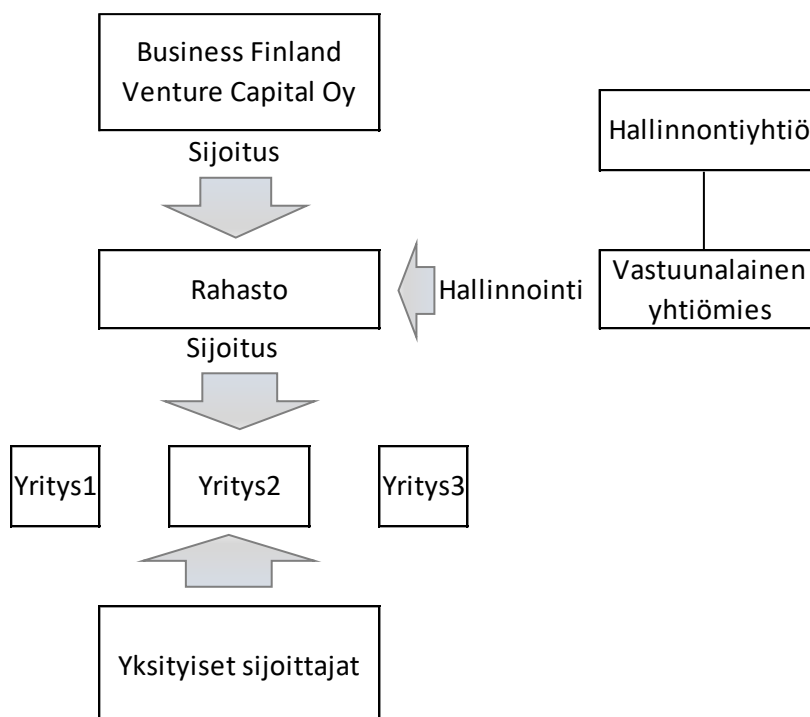 Business Finland
Venture Capital Oy
Sijoitus
Hallinnontiyhtiö
Rahasto
Hallinnointi
Vastuunalainen
yhtiömies
Sijoitus
Yritys1
Yritys2
Yritys3
Yksityiset sijoittajat